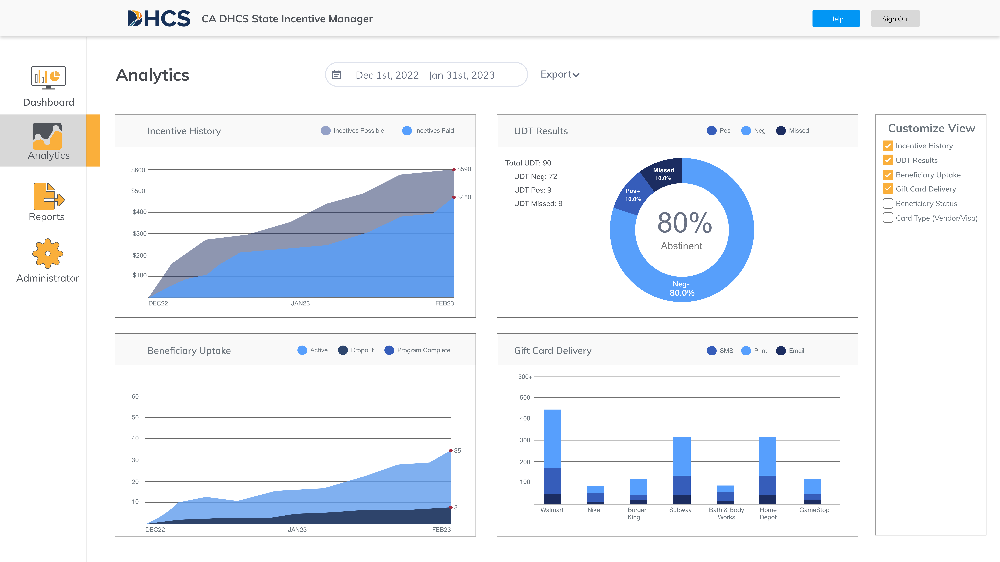 DHCS CA DHCS State Incentive Manager Help Sign Out
Dashboard
Analytics
Reports
Administrator
Analytics
Dec 1st, 2022 - Jan 31st, 2023
Export
Incentive History
Incetives Possible Incetives Paid
$600
$500
$400
$300
$200
$100
$590
$480
DEC22 JAN23 FEB23
UDT Results
Pos Neg Missed
Total UDT: 90
UDT Neg: 72
UDT Pos: 9
UDT Missed: 9
Missed
10.0%
Pos+
10.0%
80%
Abstinent
Neg-
80.0%
Beneficiary Uptake
Active Dropout Program Complete
60
50
40
30
20
10
35
8
DEC22 JAN23 FEB23
Gift Card Delivery
SMS Print Email
500+
500
400
300
200
100
Walmart
Nike
Burger
King
Subway
Bath & Body
Works
Home
Depot
GameStop
Customize View
Incentive History
UDT Results
Beneficiary Uptake
Gift Card Delivery
Beneficiary Status
Card Type (Vendor/Visa)